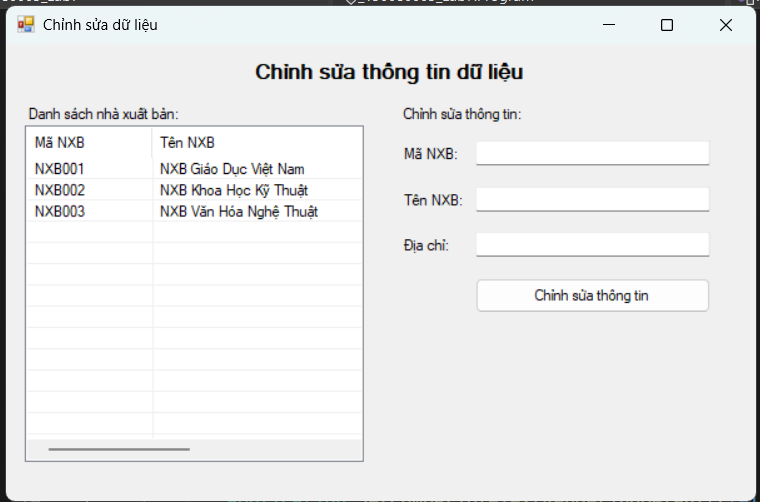 Chỉnh sửa dữ liệu
Chỉnh sửa thông tin dữ liệu
Danh sách nhà xuất bản:
Mã NXB Tên NXB
NXB001 NXB Giáo Dục Việt Nam
NXB002 NXB Khoa Học Kỹ Thuật
NXB003 NXB Văn Hóa Nghệ Thuật
Chỉnh sửa thông tin:
Mã NXB:
Tên NXB:
Địa chỉ:
Chỉnh sửa thông tin